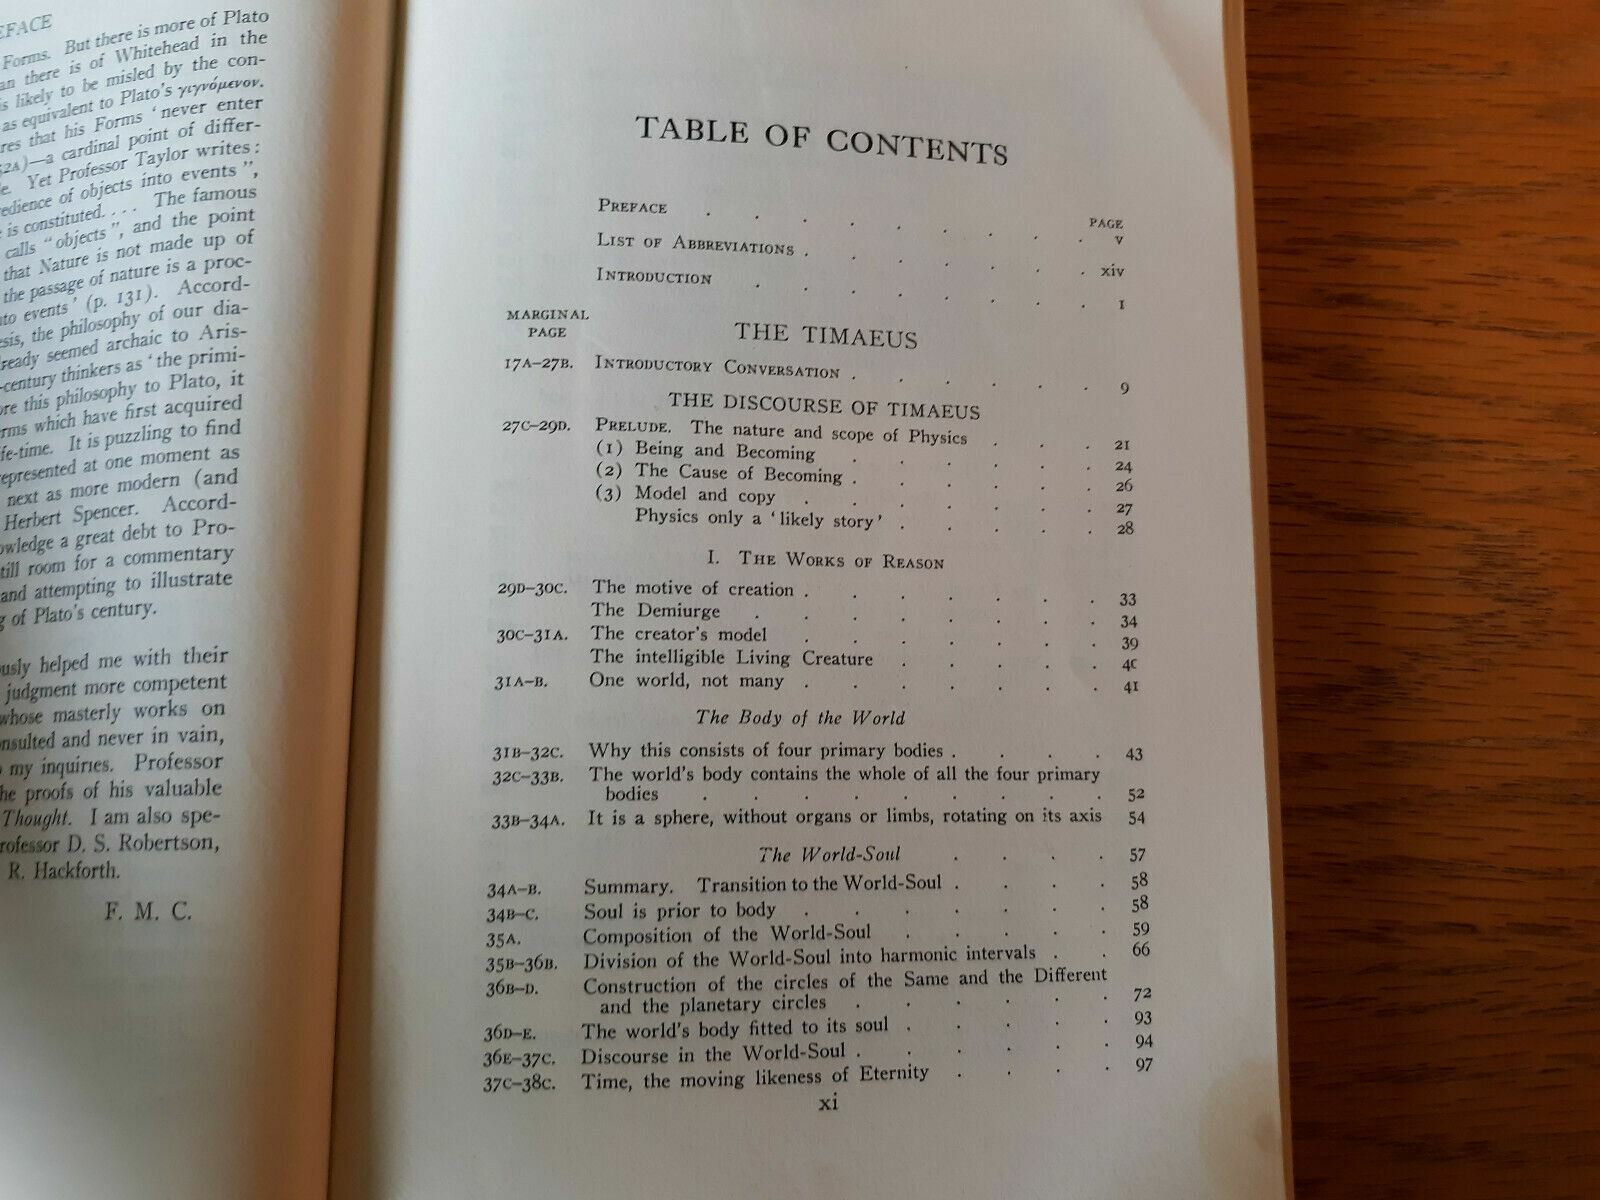 EFACE
Forms. But there is more of Plato
an there is of Whitehead in the
is likely to be misled by the con-
as equivalent to Plato's γιγνόμενον.
res that his Forms 'never enter
52A)—a cardinal point of differ-
e. Yet Professor Taylor writes:
edience of objects into events",
e is constituted. . . . The famous
calls "objects", and the point
that Nature is not made up of
the passage of nature is a proc-
nto events' (p. 131). Accord-
esis, the philosophy of our dia-
lready seemed archaic to Aris-
-century thinkers as 'the primi-
ore this philosophy to Plato, it
erms which have first acquired
ife-time. It is puzzling to find
represented at one moment as
next as more modern (and
Herbert Spencer. Accord-
owledge a great debt to Pro-
till room for a commentary
and attempting to illustrate
g of Plato's century.
usly helped me with their
judgment more competent
whose masterly works on
nsulted and never in vain,
my inquiries. Professor
he proofs of his valuable
Thought. I am also spe-
rofessor D. S. Robertson,
R. Hackforth.
F. M. C.
TABLE OF CONTENTS
PAGE
PREFACE . . . . . . . . v
LIST OF ABBREVIATIONS . . . . . . . xiv
INTRODUCTION . . . . . . . . 1
MARGINAL
PAGE
THE TIMAEUS
17A–27B. INTRODUCTORY CONVERSATION . . . . . . 9
THE DISCOURSE OF TIMAEUS
27C–29D. PRELUDE. The nature and scope of Physics . . . 21
(1) Being and Becoming . . . . . . 24
(2) The Cause of Becoming . . . . . . 26
(3) Model and copy . . . . . . . 27
Physics only a 'likely story' . . . . . 28
I. THE WORKS OF REASON
29D–30C. The motive of creation . . . . . . . 33
The Demiurge . . . . . . . . 34
30C–31A. The creator's model . . . . . . . 39
The intelligible Living Creature . . . . . 40
31A–B. One world, not many . . . . . . . 41
The Body of the World
31B–32C. Why this consists of four primary bodies . . . . 43
32C–33B. The world's body contains the whole of all the four primary
bodies . . . . . . . . . 52
33B–34A. It is a sphere, without organs or limbs, rotating on its axis 54
The World-Soul . . . . 57
34A–B. Summary. Transition to the World-Soul . . . . 58
34B–C. Soul is prior to body . . . . . . . 58
35A. Composition of the World-Soul . . . . . 59
35B–36B. Division of the World-Soul into harmonic intervals . . 66
36B–D. Construction of the circles of the Same and the Different
and the planetary circles . . . . . . 72
36D–E. The world's body fitted to its soul . . . . . 93
36E–37C. Discourse in the World-Soul . . . . . . 94
37C–38C. Time, the moving likeness of Eternity . . . . 97
xi